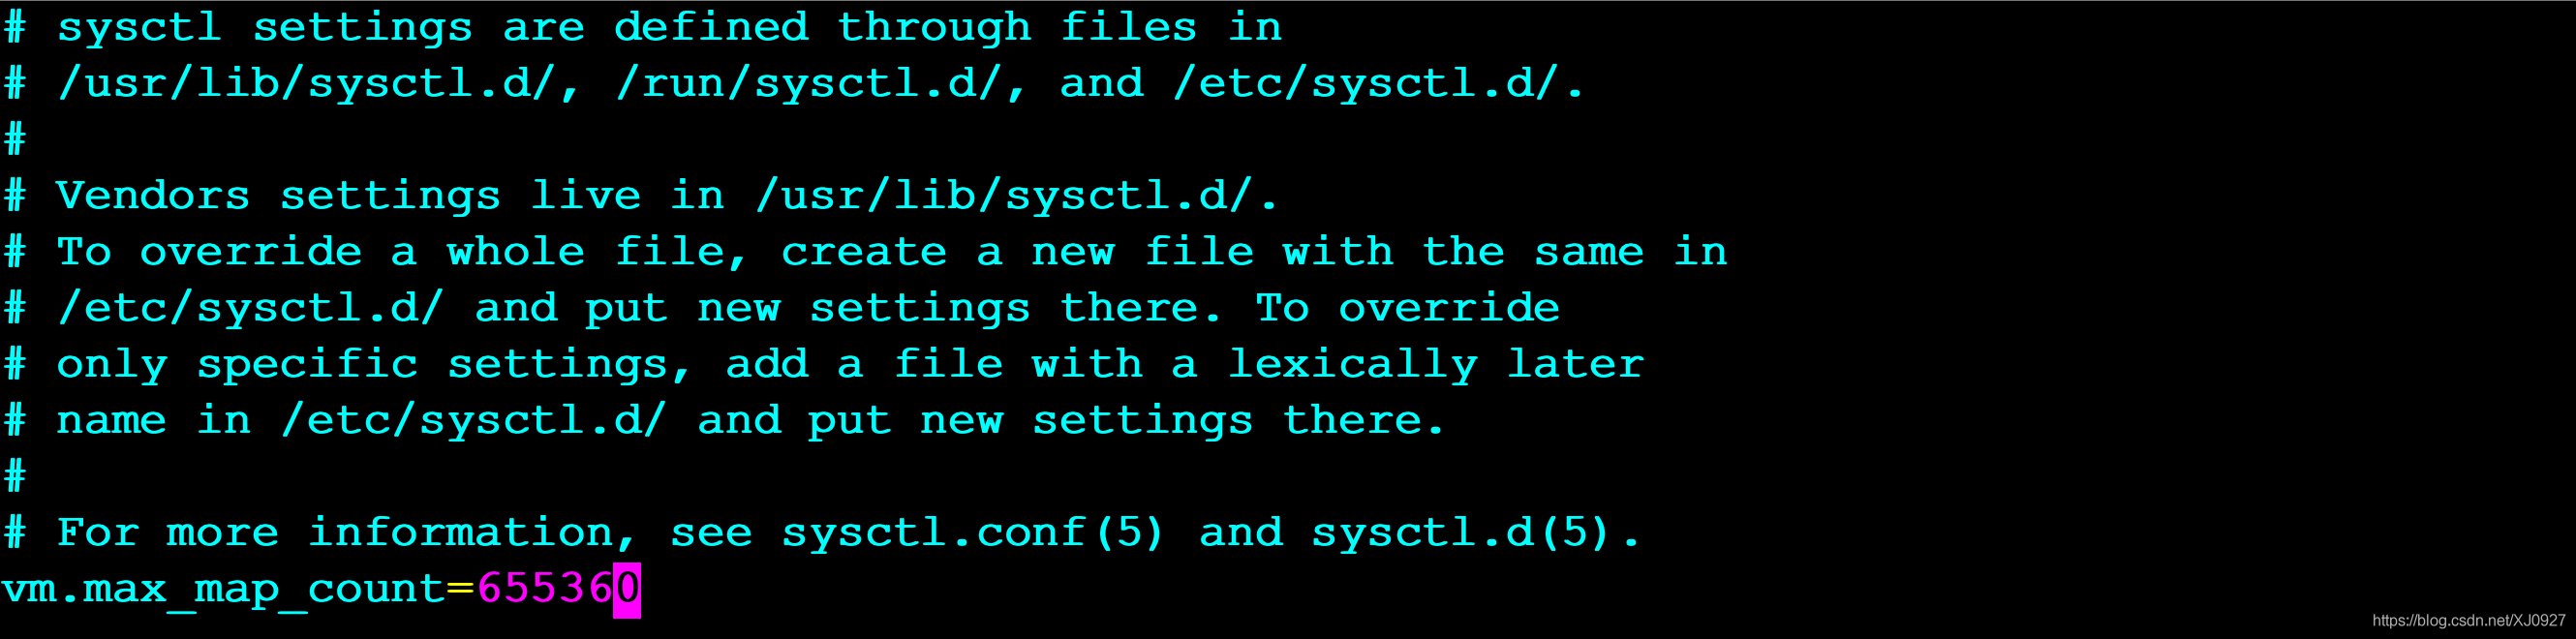 # sysctl settings are defined through files in
# /usr/lib/sysctl.d/, /run/sysctl.d/, and /etc/sysctl.d/.
#
# Vendors settings live in /usr/lib/sysctl.d/.
# To override a whole file, create a new file with the same in
# /etc/sysctl.d/ and put new settings there. To override
# only specific settings, add a file with a lexically later
# name in /etc/sysctl.d/ and put new settings there.
#
# For more information, see sysctl.conf(5) and sysctl.d(5).
vm.max_map_count=655360
https://blog.csdn.net/XJ0927